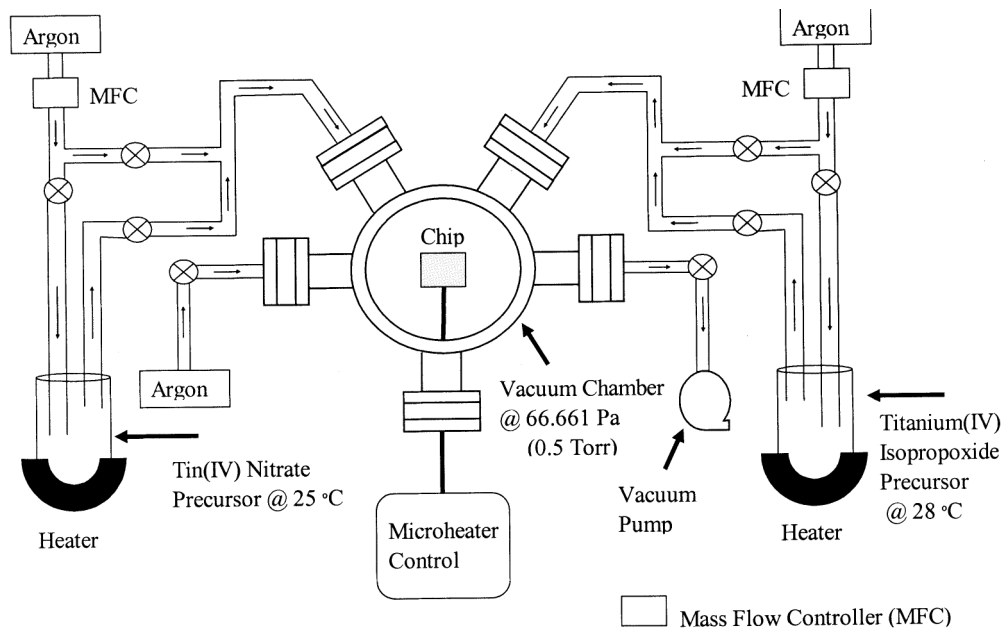 Argon
MFC
Argon
MFC
Chip
Argon
Vacuum Chamber
@ 66.661 Pa
(0.5 Torr)
Tin(IV) Nitrate
Precursor @ 25 °C
Heater
Microheater
Control
Vacuum
Pump
Titanium(IV)
Isopropoxide
Precursor
@ 28 °C
Heater
Mass Flow Controller (MFC)